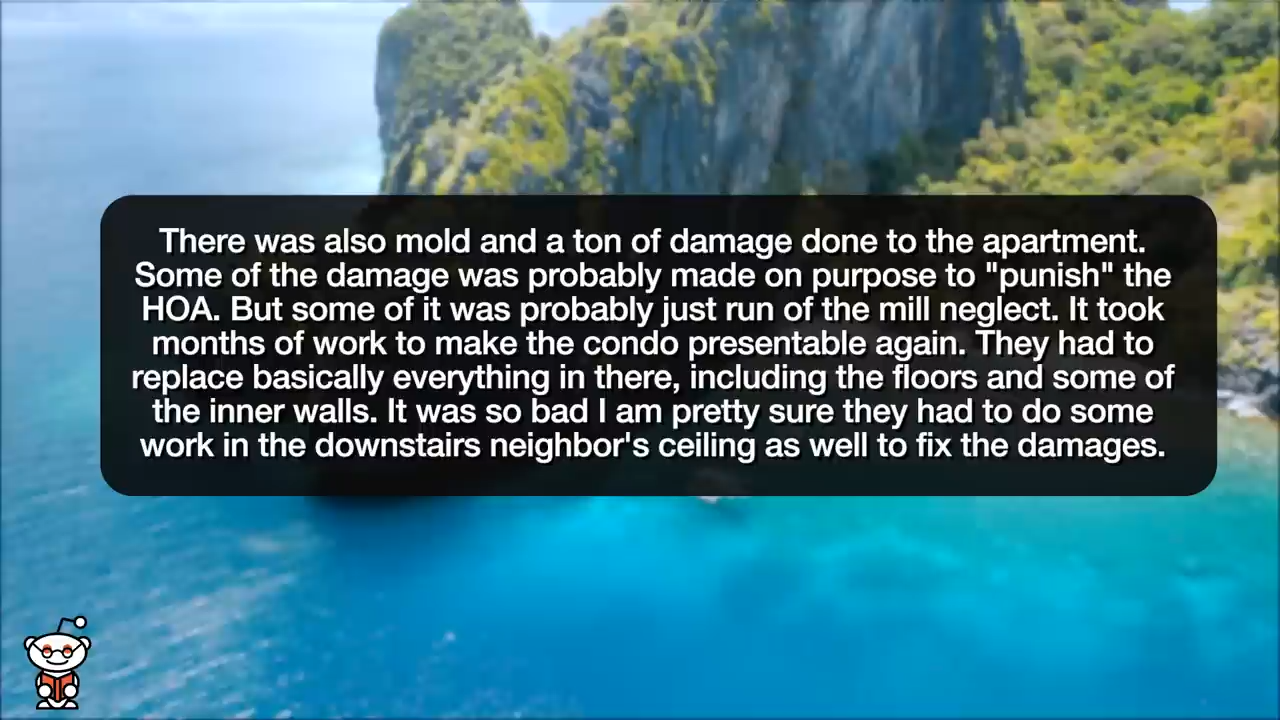 There was also mold and a ton of damage done to the apartment.
Some of the damage was probably made on purpose to "punish" the
HOA. But some of it was probably just run of the mill neglect. It took
months of work to make the condo presentable again. They had to
replace basically everything in there, including the floors and some of
the inner walls. It was so bad I am pretty sure they had to do some
work in the downstairs neighbor's ceiling as well to fix the damages.